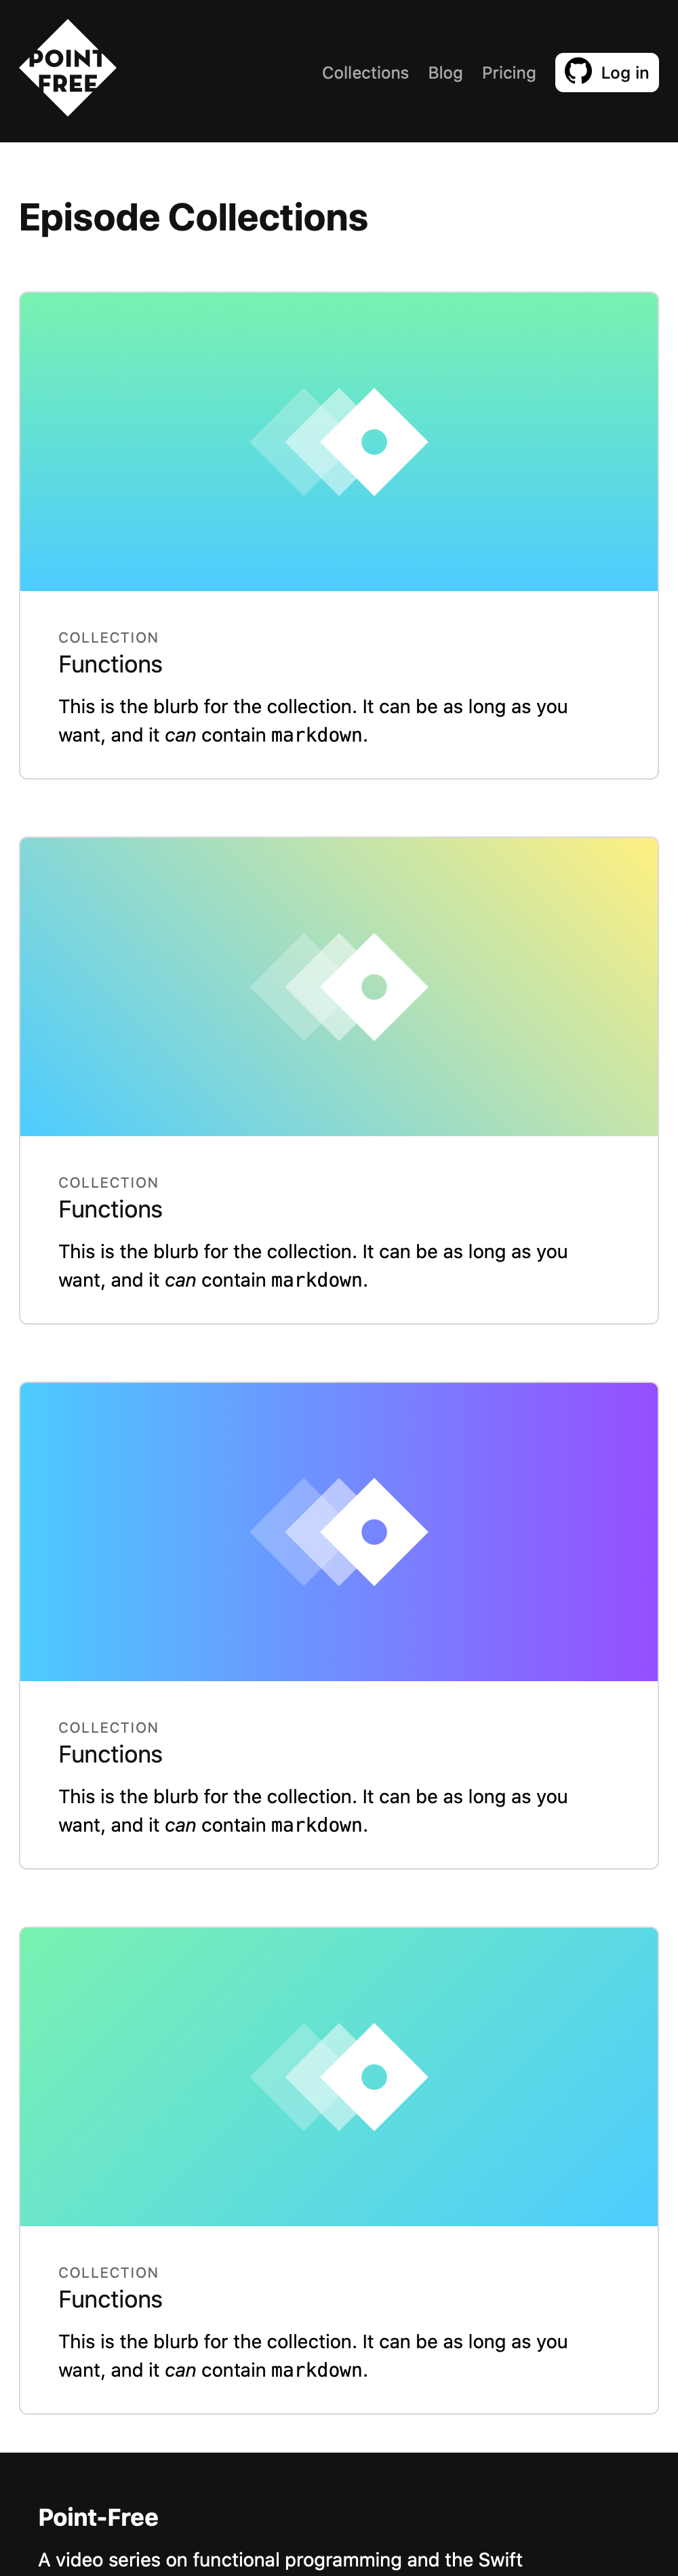 POINT
FREE
Collections Blog Pricing Log in
Episode Collections
COLLECTION
Functions
This is the blurb for the collection. It can be as long as you
want, and it can contain markdown.
COLLECTION
Functions
This is the blurb for the collection. It can be as long as you
want, and it can contain markdown.
COLLECTION
Functions
This is the blurb for the collection. It can be as long as you
want, and it can contain markdown.
COLLECTION
Functions
This is the blurb for the collection. It can be as long as you
want, and it can contain markdown.
Point-Free
A video series on functional programming and the Swift